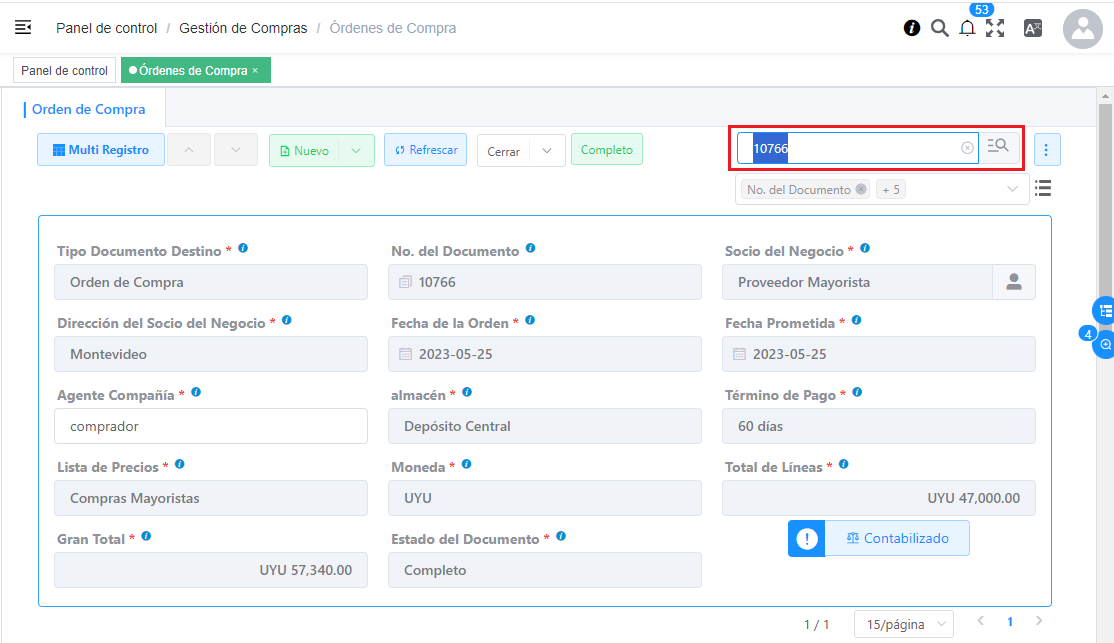 53
Panel de control / Gestión de Compras / Órdenes de Compra
Panel de control
Órdenes de Compra ×
Orden de Compra
Multi Registro
Nuevo
Refrescar
Cerrar
Completo
10766
No. del Documento
+ 5
Tipo Documento Destino *
No. del Documento
Socio del Negocio *
Orden de Compra
10766
Proveedor Mayorista
Dirección del Socio del Negocio *
Fecha de la Orden *
Fecha Prometida *
4
Montevideo
2023-05-25
2023-05-25
Agente Compañía *
almacén *
Término de Pago *
comprador
Depósito Central
60 días
Lista de Precios *
Moneda *
Total de Líneas *
Compras Mayoristas
UYU
UYU 47,000.00
Gran Total *
Estado del Documento *
Contabilizado
UYU 57,340.00
Completo
1 / 1
15/página
1